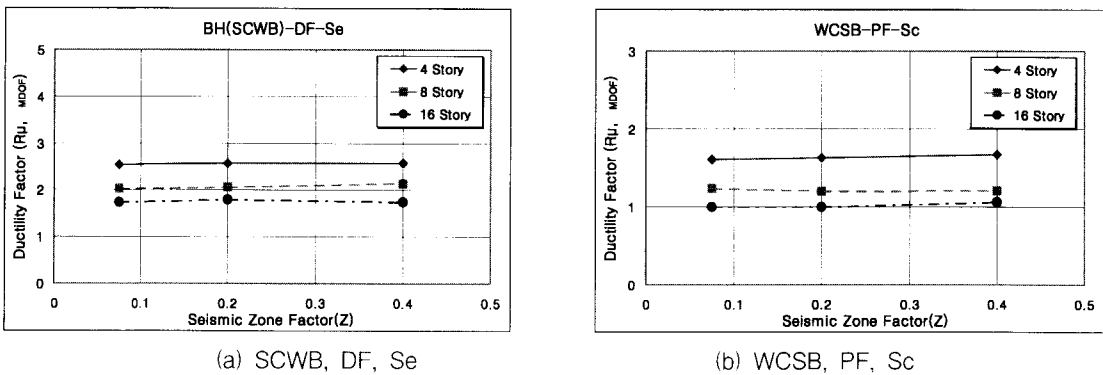 BH(SCWB)-DF-Se
Ductility Factor (Rμ, MDOF)
5
4
3
2
1
0
4 Story
8 Story
16 Story
0 0.1 0.2 0.3 0.4 0.5
Seismic Zone Factor(Z)
(a) SCWB, DF, Se
WCSB-PF-Sc
Ductility Factor (Rμ, MDOF)
3
2
1
0
4 Story
8 Story
16 Story
0 0.1 0.2 0.3 0.4 0.5
Seismic Zone Factor(Z)
(b) WCSB, PF, Sc